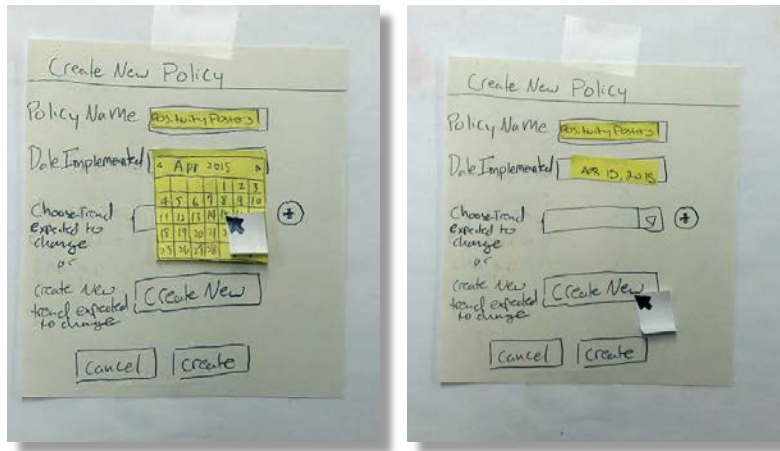 Create New Policy
Policy Name Positivity Posters
Date Implemented
< Apr 2015 >
1 2 3
4 5 6 7 8 9 10
11 12 13 14
18 19 20 21
25 26 27 28
Choose Trend
Expected to
change
or
Create New
trend expected
to change
Create New
Cancel Create
Create New Policy
Policy Name Positivity Posters
Date Implemented APR 15, 2015
Choose Trend
Expected to
change
or
Create New
trend expected
to change
Create New
Cancel Create